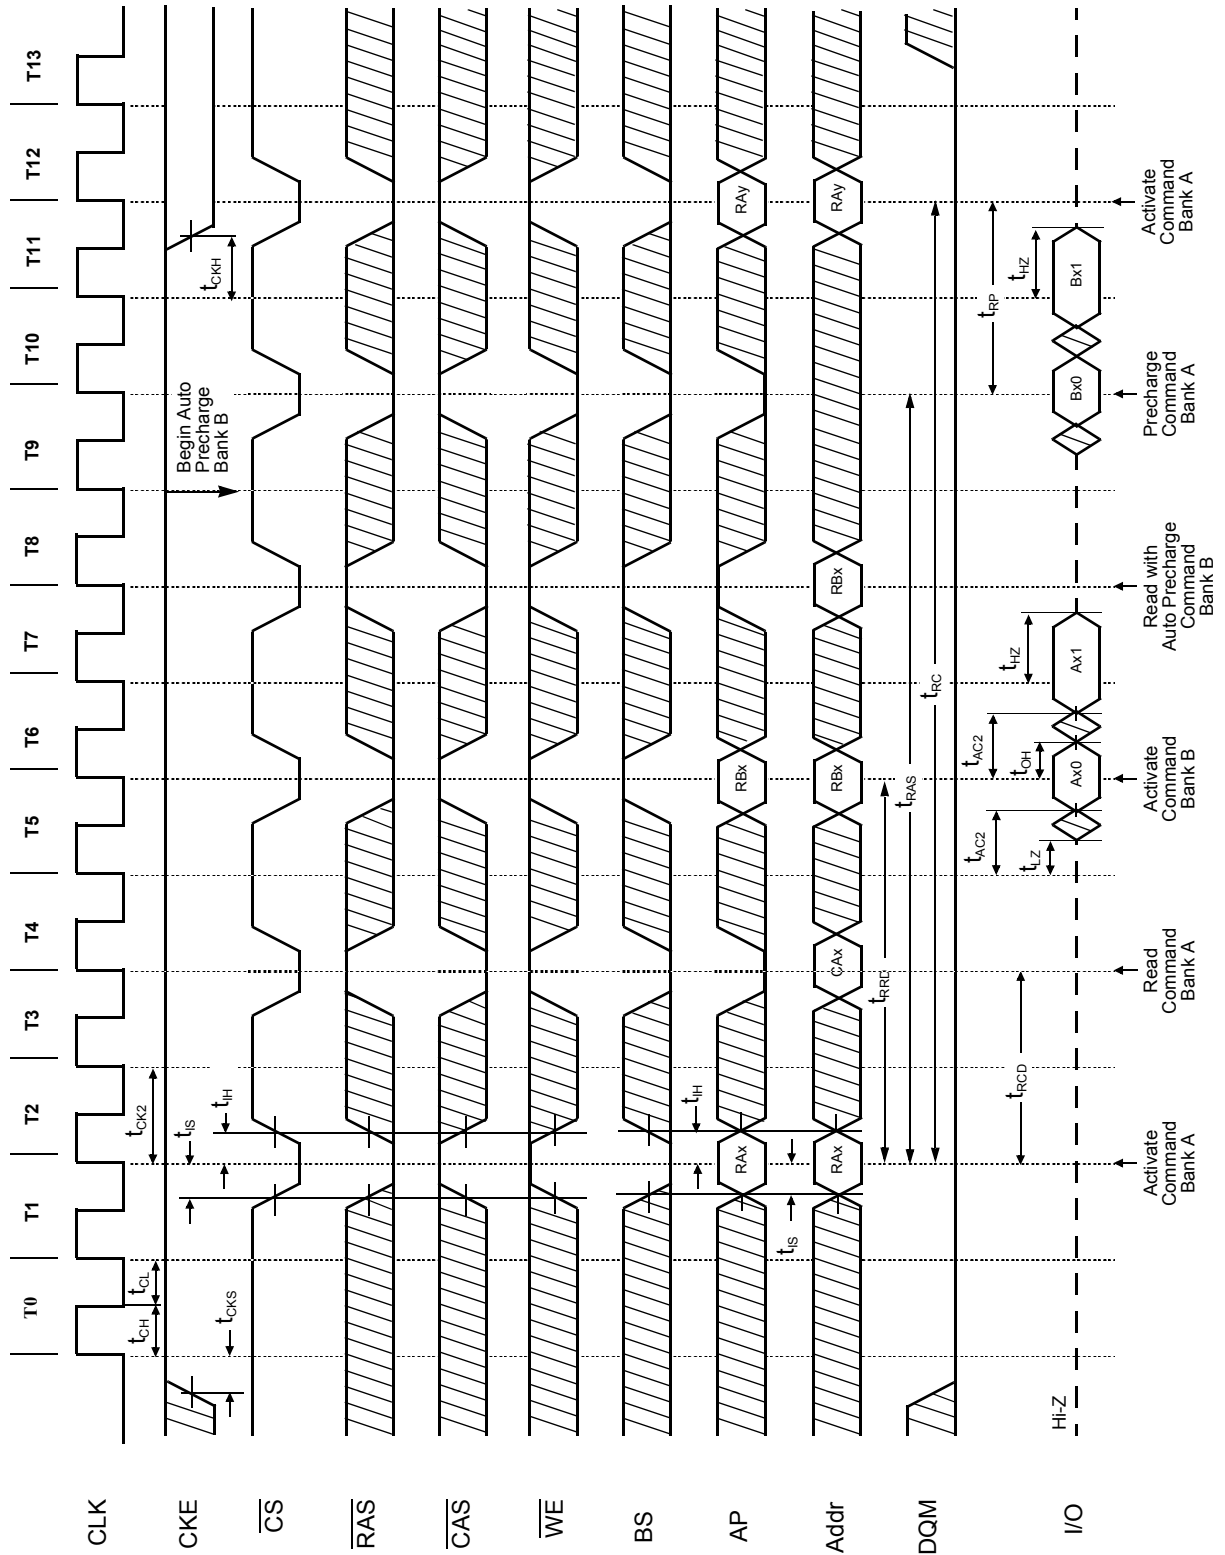 T0 T1 T2 T3 T4 T5 T6 T7 T8 T9 T10 T11 T12 T13
CLK
tCH tCL tCK2
CKE
tCKS tIS tIH
Begin Auto
Precharge
Bank B
tCKH
CS
RAS
CAS
WE
BS
tIH
AP
RAx RBx RAy
tIS
Addr
RAx CAx RBx RBx RAy
tRRD
tRAS
tRC
DQM
tRCD
tAC2 tAC2 tRP
tLZ tOH tHZ tHZ
I/O
Hi-Z
Ax0 Ax1 Bx0 Bx1
Activate
Command
Bank A
Read
Command
Bank A
Activate
Command
Bank B
Read with
Auto Precharge
Command
Bank B
Precharge
Command
Bank A
Activate
Command
Bank A